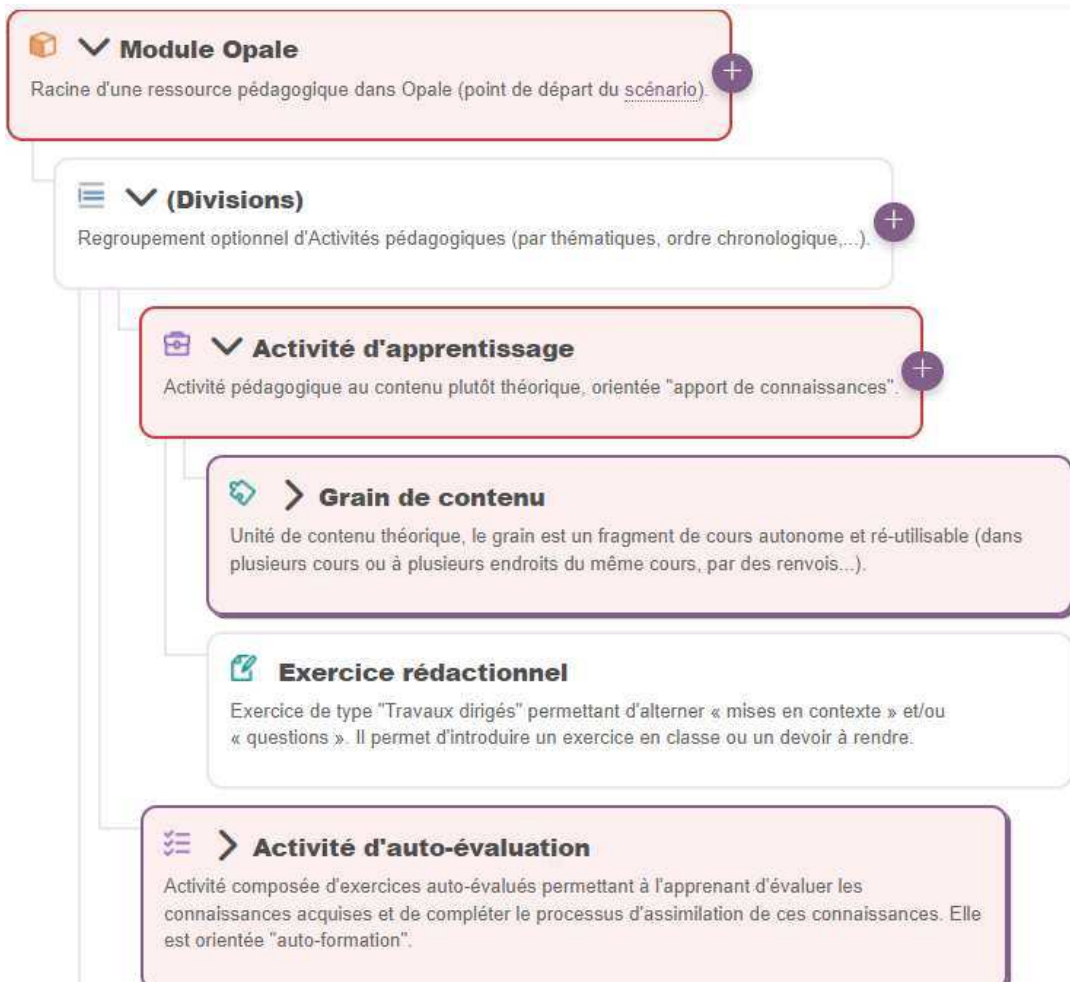 Module Opale
Racine d'une ressource pédagogique dans Opale (point de départ du scénario).
+
(Divisions)
Regroupement optionnel d'Activités pédagogiques (par thématiques, ordre chronologique,...).
+
Activité d'apprentissage
Activité pédagogique au contenu plutôt théorique, orientée "apport de connaissances".
+
Grain de contenu
Unité de contenu théorique, le grain est un fragment de cours autonome et ré-utilisable (dans
plusieurs cours ou à plusieurs endroits du même cours, par des renvois...).
Exercice rédactionnel
Exercice de type "Travaux dirigés" permettant d'alterner « mises en contexte » et/ou
« questions ». Il permet d'introduire un exercice en classe ou un devoir à rendre.
Activité d'auto-évaluation
Activité composée d'exercices auto-évalués permettant à l'apprenant d'évaluer les
connaissances acquises et de compléter le processus d'assimilation de ces connaissances. Elle
est orientée "auto-formation".